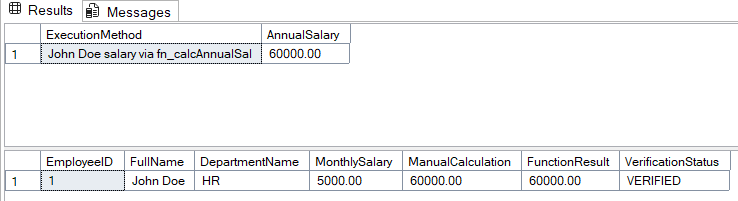 Results Messages
ExecutionMethod AnnualSalary
1 John Doe salary via fn_calcAnnualSal 60000.00
EmployeeID FullName DepartmentName MonthlySalary ManualCalculation FunctionResult VerificationStatus
1 1 John Doe HR 5000.00 60000.00 60000.00 VERIFIED